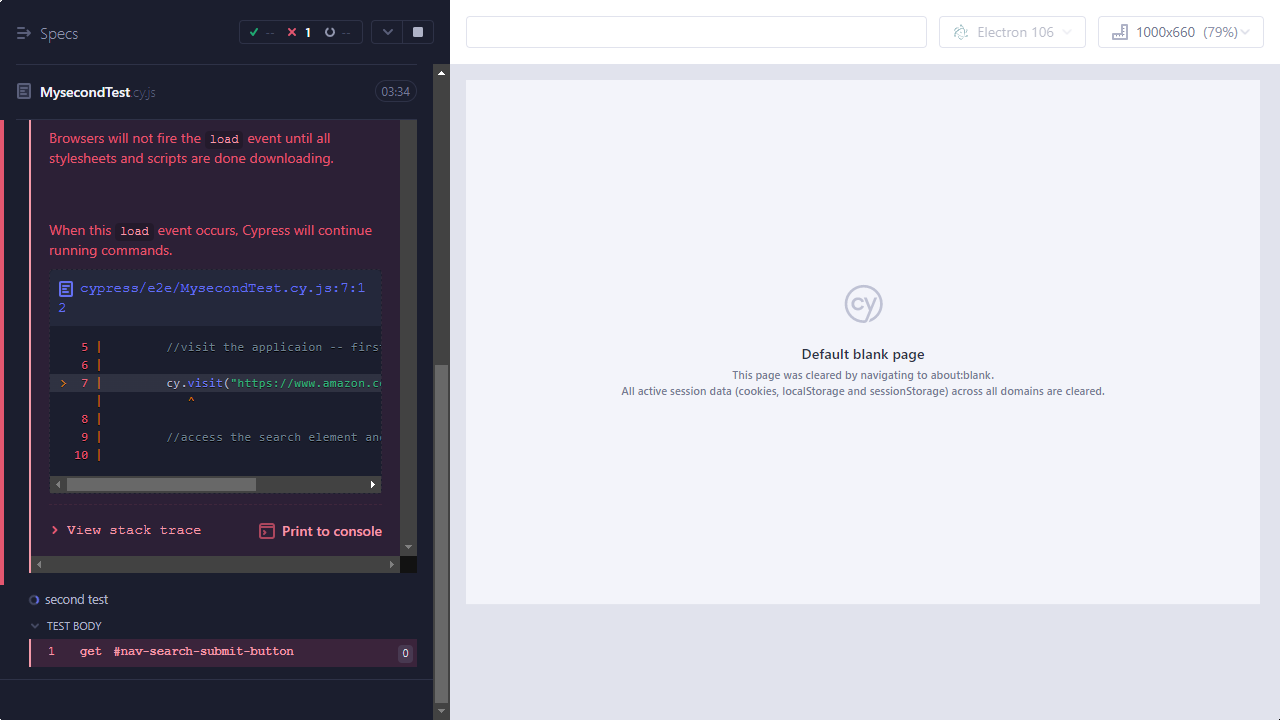 Specs
-- 1 --
MysecondTest.cy.js 03:34
Browsers will not fire the load event until all
stylesheets and scripts are done downloading.
When this load event occurs, Cypress will continue
running commands.
cypress/e2e/MysecondTest.cy.js:7:1
2
5 | //visit the applicaion -- firs
6 |
> 7 | cy.visit("https://www.amazon.c
| ^
8 |
9 | //access the search element an
10 |
View stack trace Print to console
second test
TEST BODY
1 get #nav-search-submit-button 0
Electron 106 1000x660 (79%)
cy
Default blank page
This page was cleared by navigating to about:blank.
All active session data (cookies, localStorage and sessionStorage) across all domains are cleared.